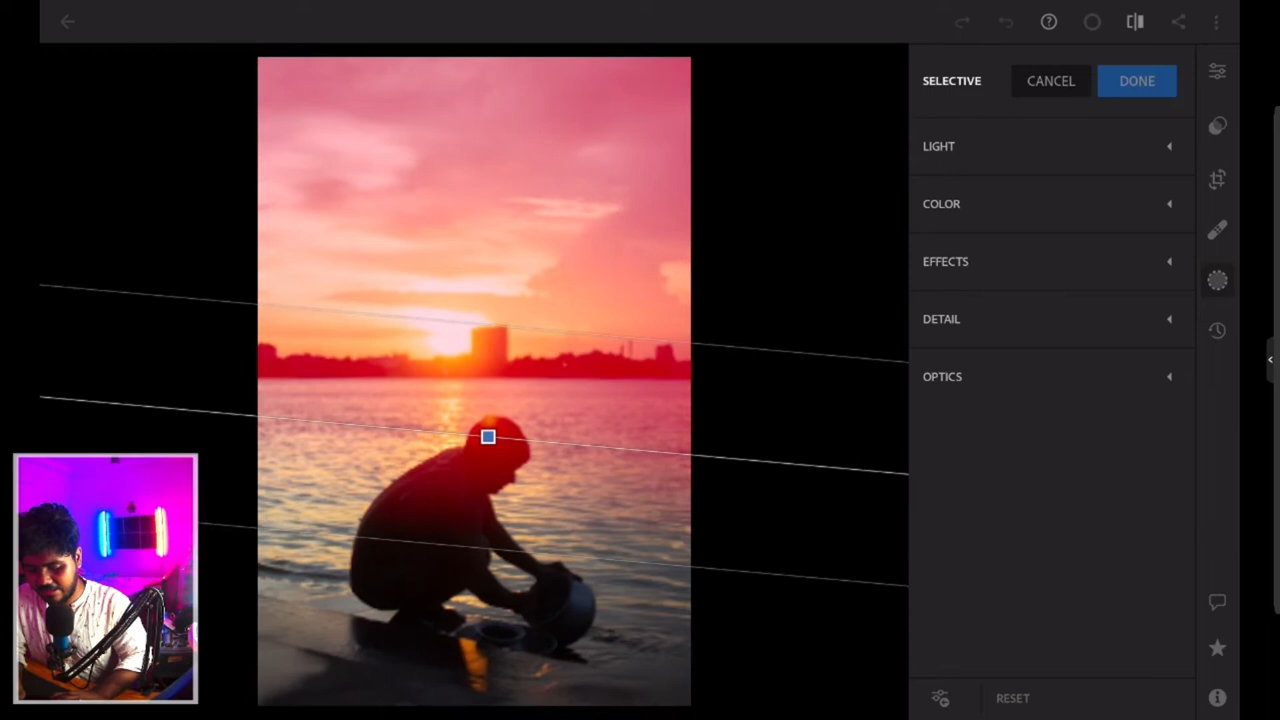 SELECTIVE
CANCEL
DONE
LIGHT
COLOR
EFFECTS
DETAIL
OPTICS
RESET